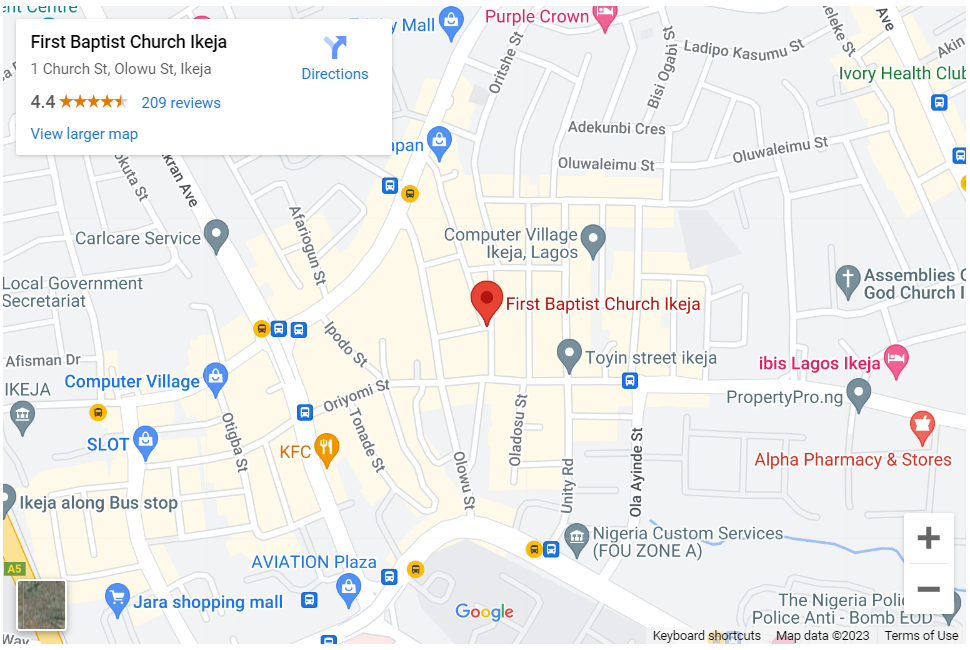 ent Centre
First Baptist Church Ikeja
1 Church St, Olowu St, Ikeja
Directions
4.4
209 reviews
View larger map
y Mall
Purple Crown
Oritshe St
Bisi Ogabi St
Ladipo Kasumu St
eleke St
Ave
Akin
Ivory Health Club
Adekunbi Cres
apan
Oluwaleimu St
Oluwaleimu St
okuta St
kran Ave
Afariogun St
Carlcare Service
Computer Village
Ikeja, Lagos
Local Government
Secretariat
Assemblies O
God Church I
First Baptist Church Ikeja
Ipodo St
Toyin street ikeja
Afisman Dr
ibis Lagos Ikeja
IKEJA
Computer Village
Oriyomi St
PropertyPro.ng
SLOT
Otigba St
KFC
Tonade St
Oladosu St
Olowu St
Unity Rd
Ola Ayinde St
Alpha Pharmacy & Stores
Ikeja along Bus stop
Nigeria Custom Services
(FOU ZONE A)
A5
AVIATION Plaza
Jara shopping mall
Google
The Nigeria Poli
Police Anti - Bomb EOD
Way
Keyboard shortcuts
Map data ©2023
Terms of Use